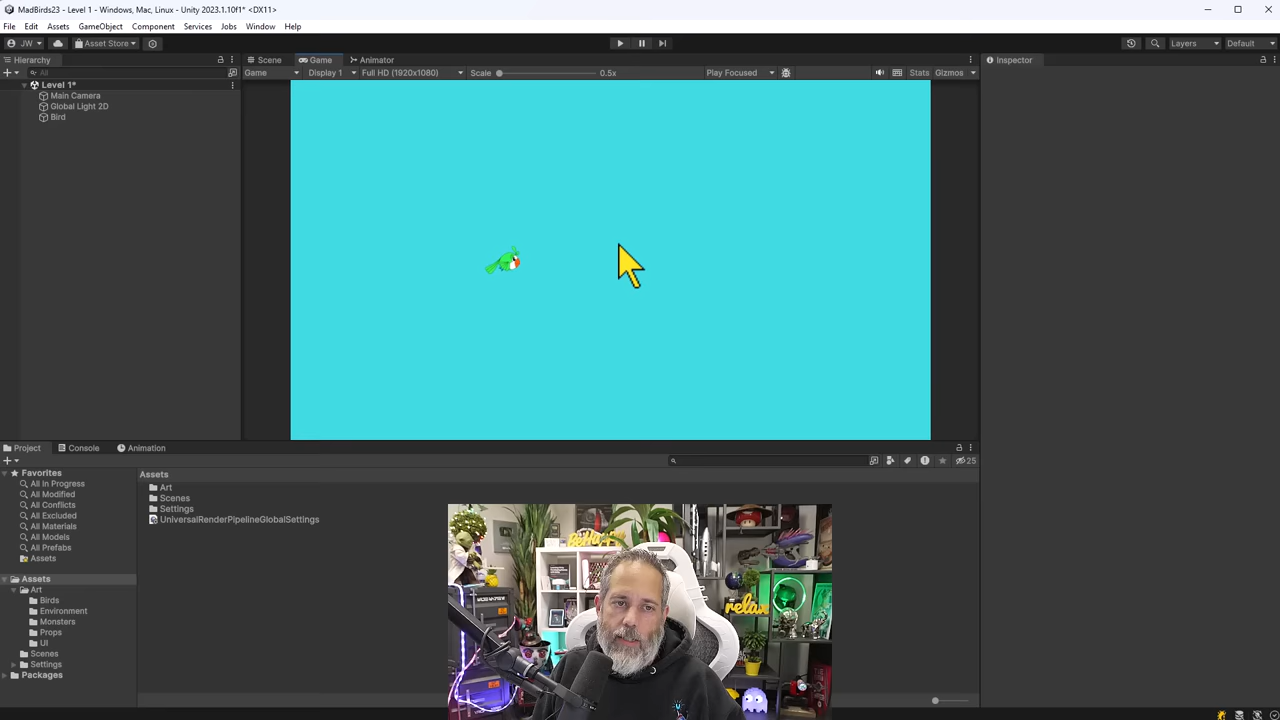 MadBirds23 - Level 1 - Windows, Mac, Linux - Unity 2023.1.10f1* <DX11>
File Edit Assets GameObject Component Services Jobs Window Help
JW Asset Store Layers Default
Hierarchy
All
Level 1*
Main Camera
Global Light 2D
Bird
Scene Game Animator
Game Display 1 Full HD (1920x1080) Scale 0.5x Play Focused Stats Gizmos
Inspector
Project Console Animation
25
Favorites
All In Progress
All Modified
All Conflicts
All Excluded
All Materials
All Models
All Prefabs
Assets
Assets
Art
Birds
Environment
Monsters
Props
UI
Scenes
Settings
Packages
Assets
Art
Scenes
Settings
UniversalRenderPipelineGlobalSettings
relax